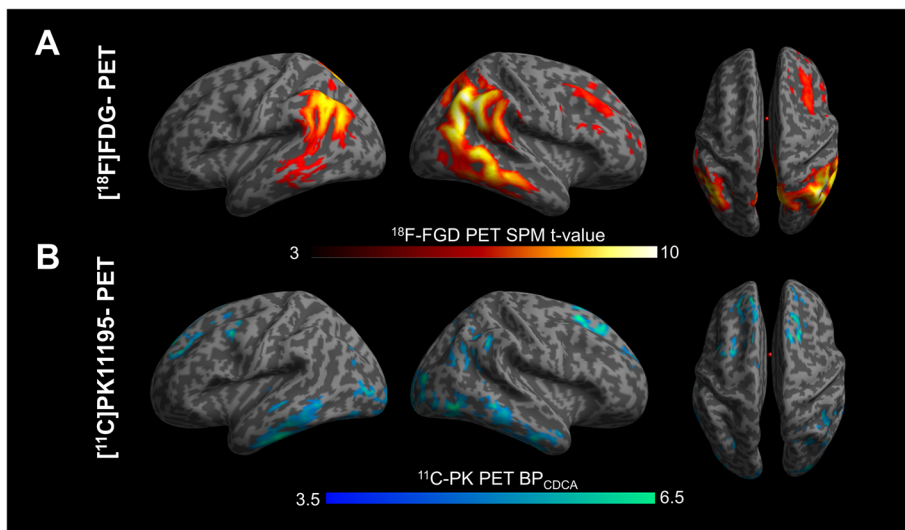 A
[¹⁸F]FDG- PET
¹⁸F-FGD PET SPM t-value
3
10
B
[¹¹C]PK11195- PET
¹¹C-PK PET BP_CDCA
3.5
6.5